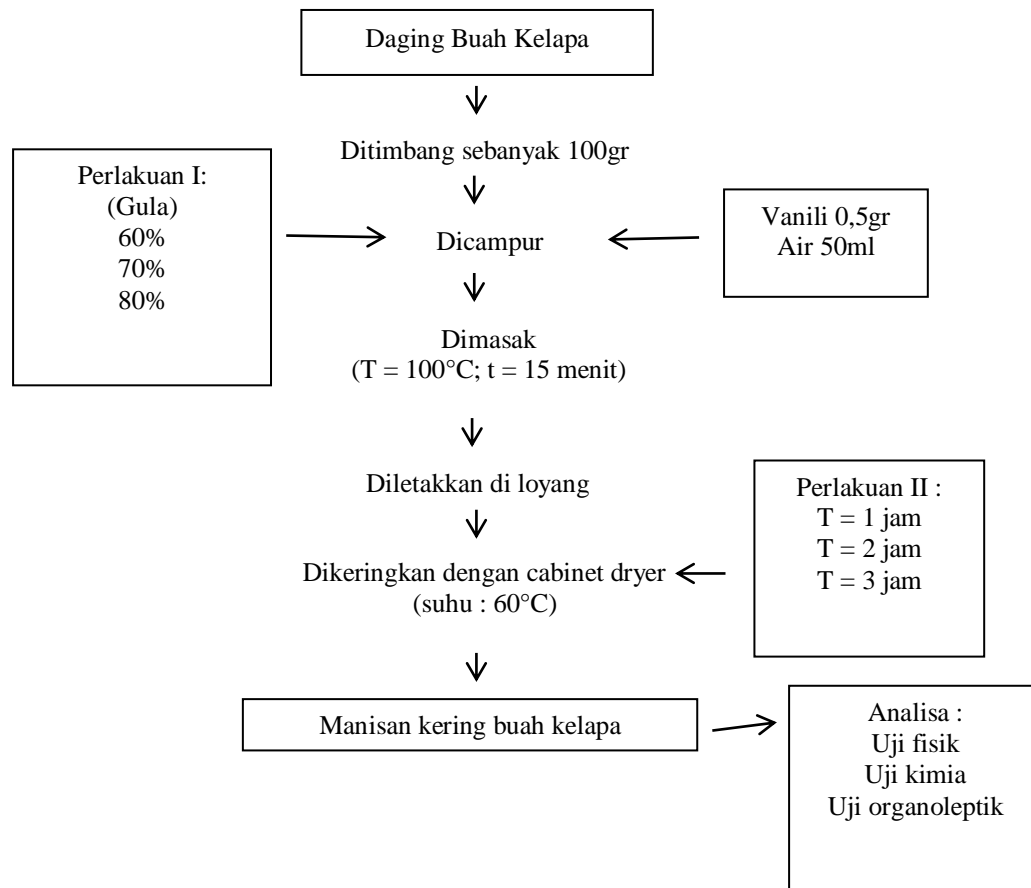 Daging Buah Kelapa
Ditimbang sebanyak 100gr
Perlakuan I:
(Gula)
60%
70%
80%
Dicampur
Vanili 0,5gr
Air 50ml
Dimasak
(T = 100°C; t = 15 menit)
Diletakkan di loyang
Perlakuan II :
T = 1 jam
T = 2 jam
T = 3 jam
Dikeringkan dengan cabinet dryer
(suhu : 60°C)
Manisan kering buah kelapa
Analisa :
Uji fisik
Uji kimia
Uji organoleptik